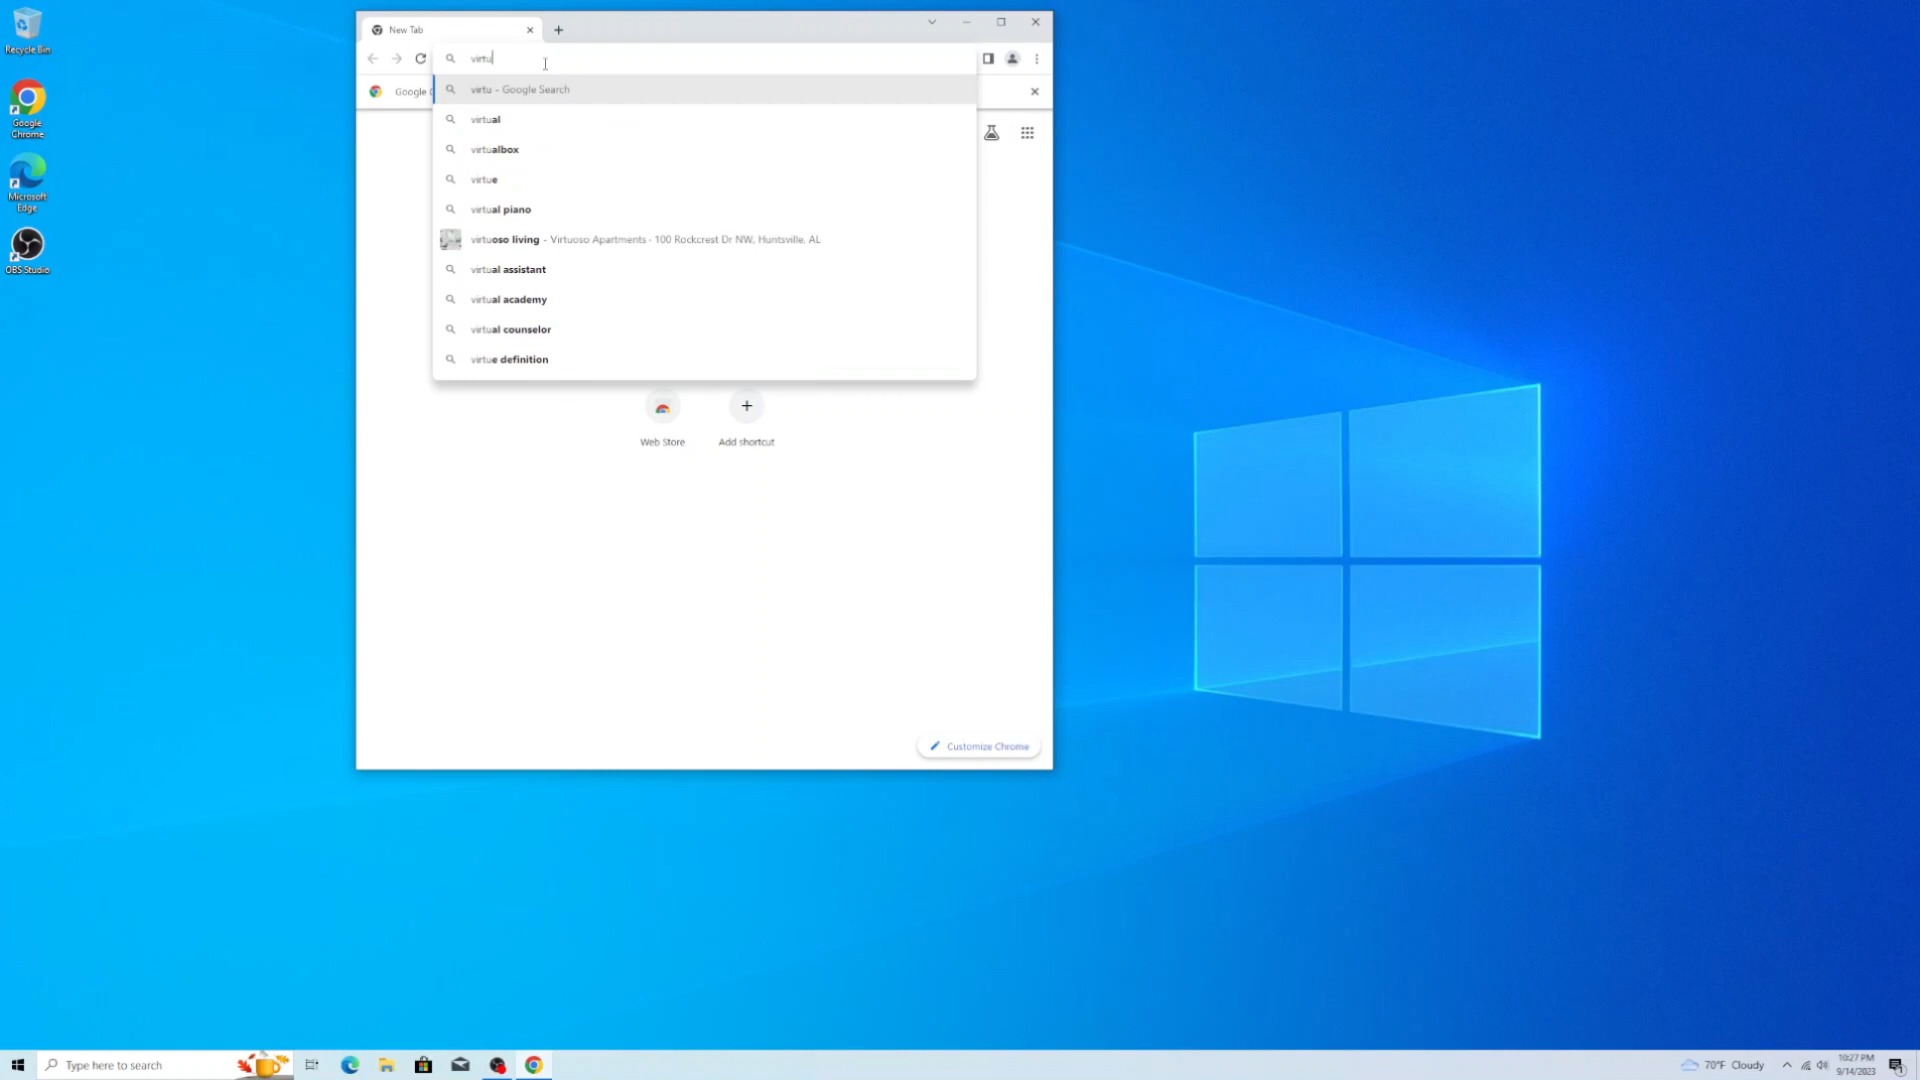 Recycle Bin
Google Chrome
Microsoft Edge
OBS Studio
New Tab
virtu
Google
virtu - Google Search
virtual
virtualbox
virtue
virtual piano
virtuoso living - Virtuoso Apartments - 100 Rockcrest Dr NW, Huntsville, AL
virtual assistant
virtual academy
virtual counselor
virtue definition
Web Store
Add shortcut
Customize Chrome
Type here to search
70°F Cloudy
10:27 PM
9/14/2023